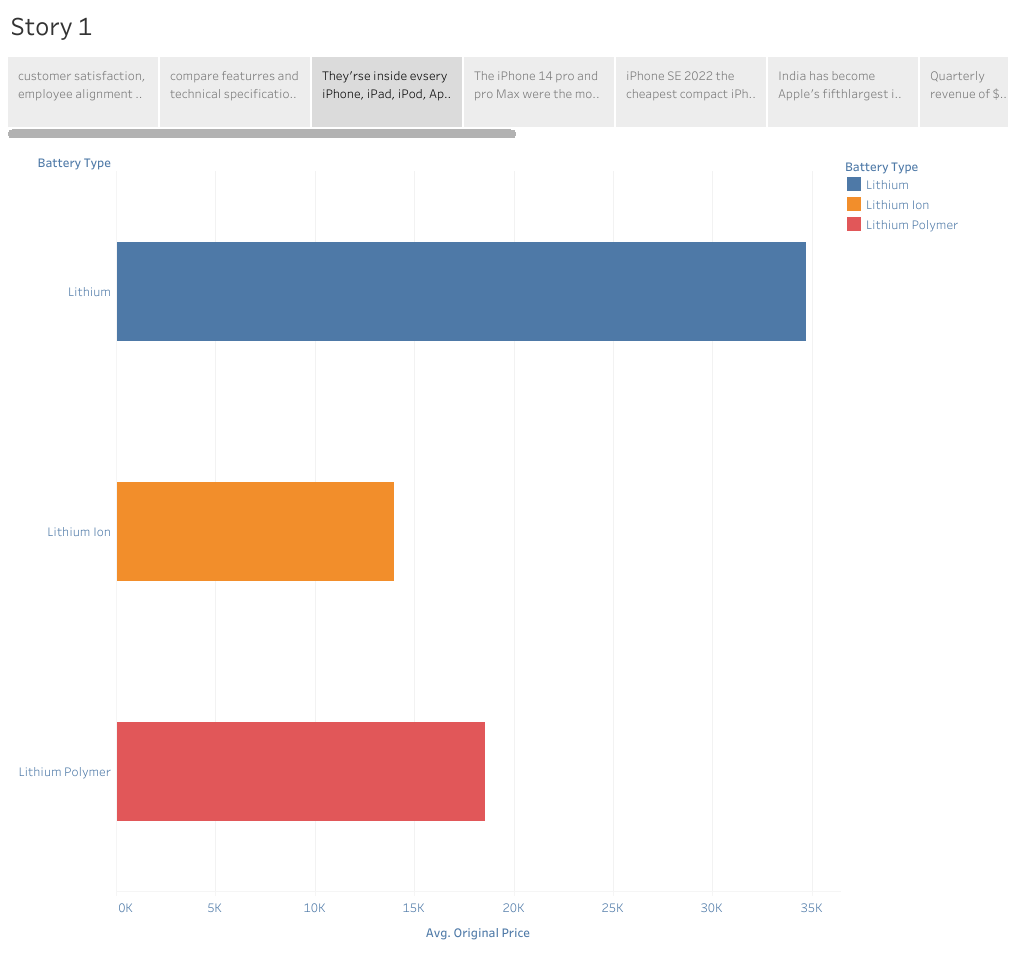 Story 1
customer satisfaction,
employee alignment ..
compare featurres and
technical specificatio..
They'rse inside evsery
iPhone, iPad, iPod, Ap..
The iPhone 14 pro and
pro Max were the mo..
iPhone SE 2022 the
cheapest compact iPh..
India has become
Apple's fifthlargest i..
Quarterly
revenue of $..
Battery Type
Lithium
Lithium Ion
Lithium Polymer
0K 5K 10K 15K 20K 25K 30K 35K
Avg. Original Price
Battery Type
Lithium
Lithium Ion
Lithium Polymer